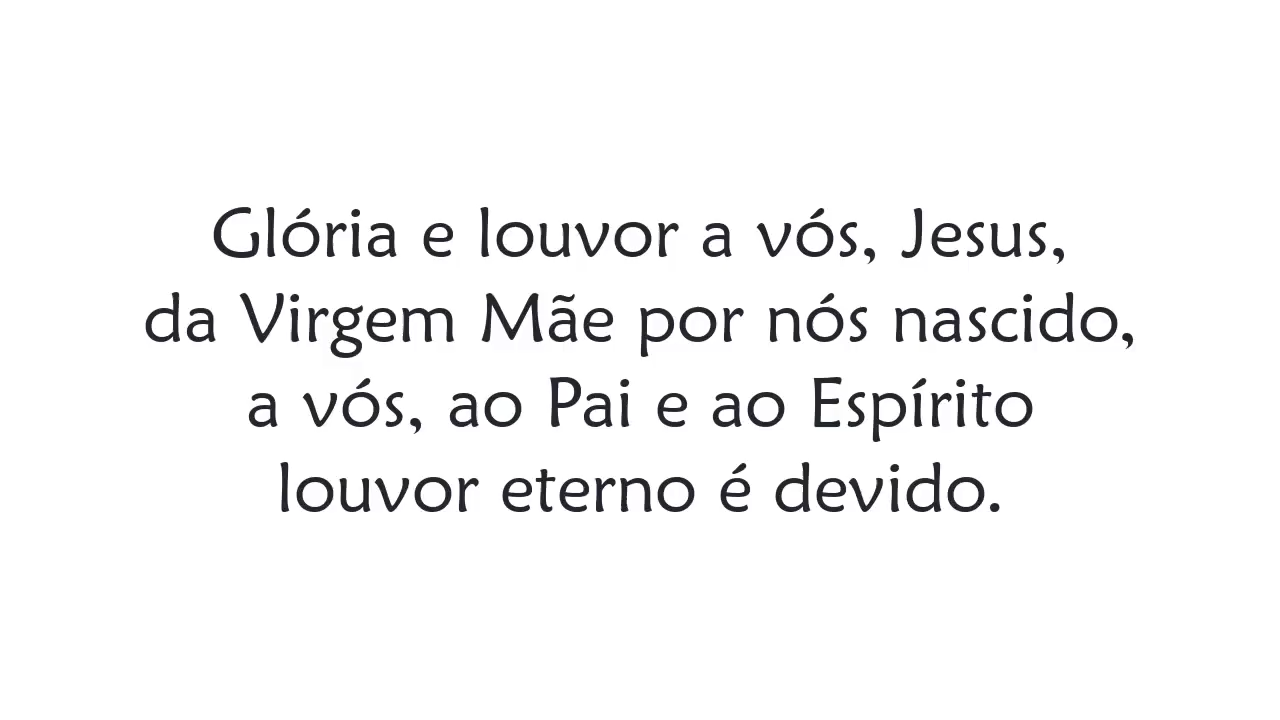 Glória e louvor a vós, Jesus,
da Virgem Mãe por nós nascido,
a vós, ao Pai e ao Espírito
louvor eterno é devido.